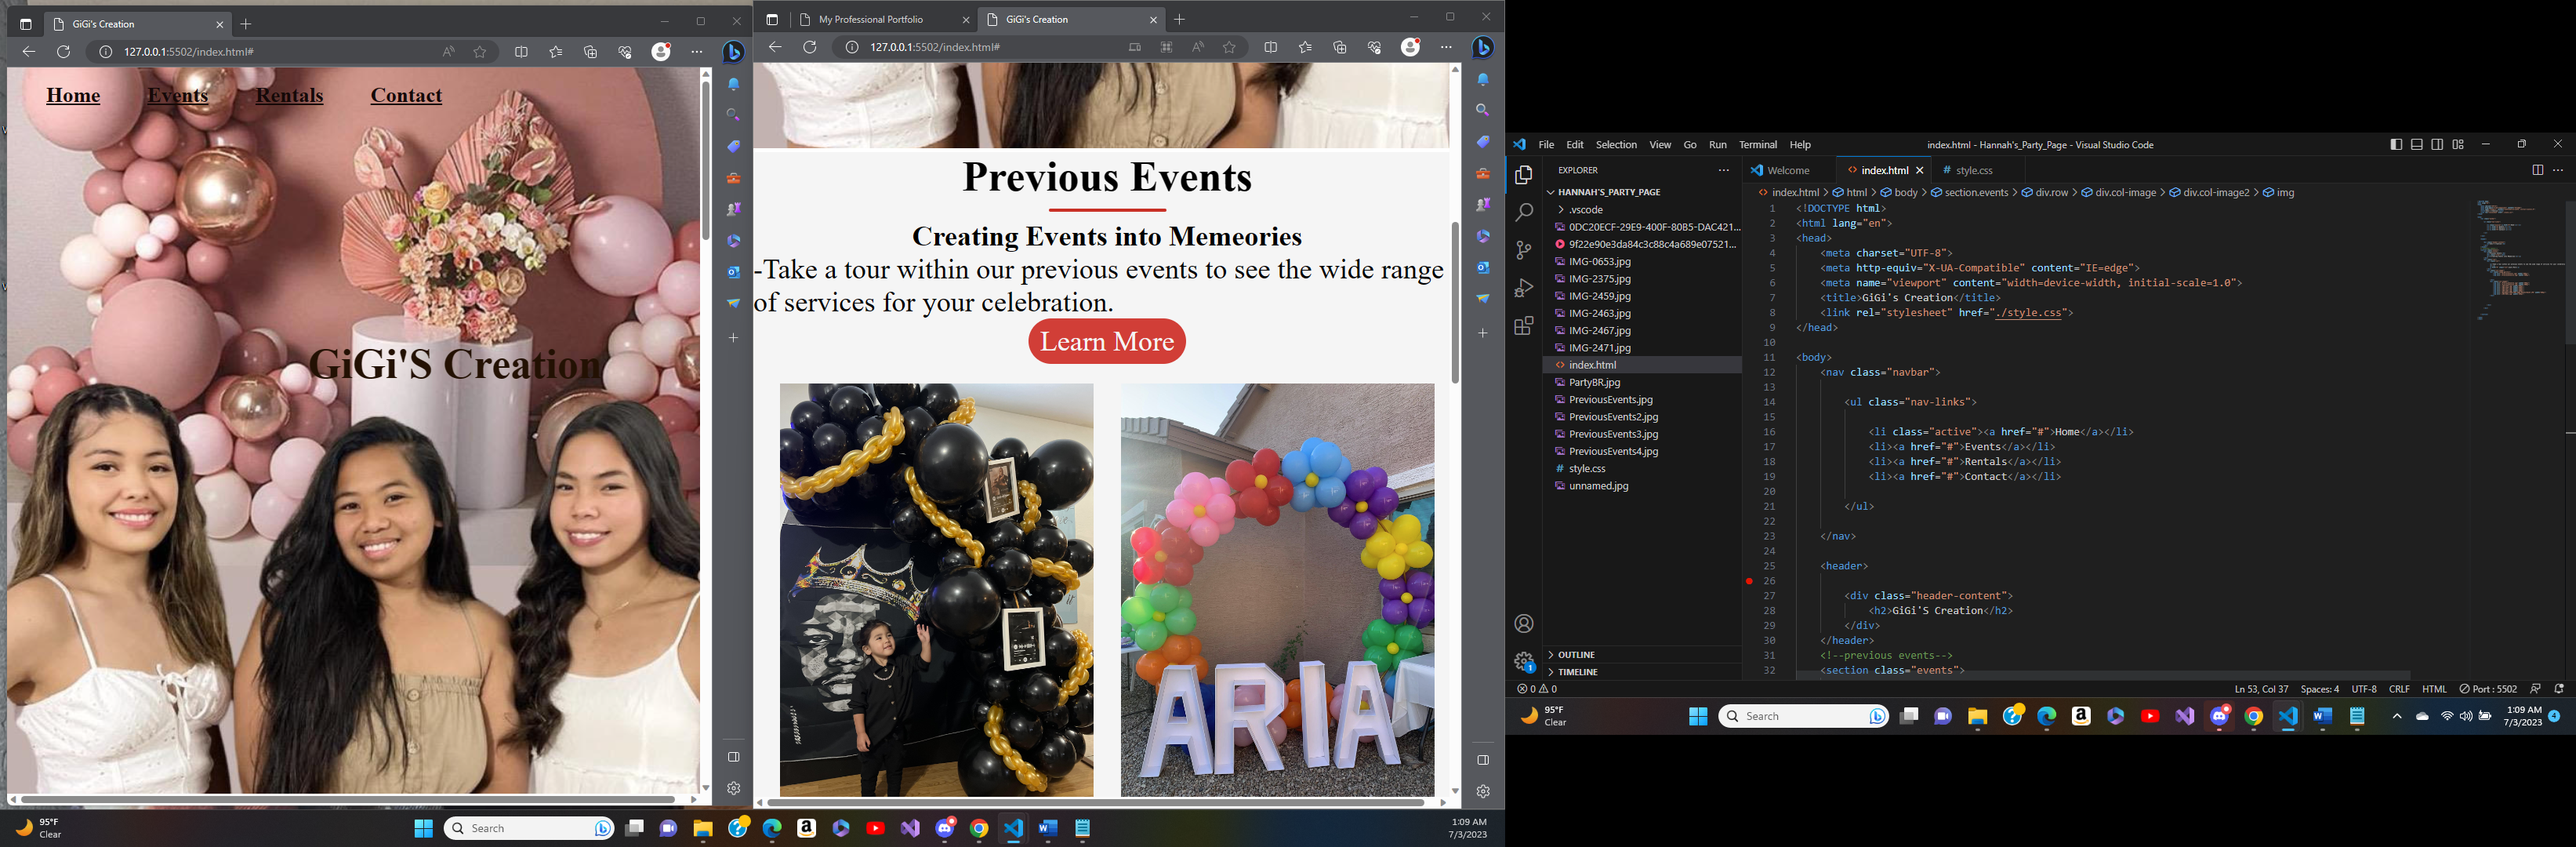 GiGi's Creation
127.0.0.1:5502/index.html#
Home Events Rentals Contact
GiGi'S Creation
95°F
Clear
Search
My Professional Portfolio
GiGi's Creation
127.0.0.1:5502/index.html#
Previous Events
Creating Events into Memeories
-Take a tour within our previous events to see the wide range
of services for your celebration.
Learn More
ARIA
1:09 AM
7/3/2023
File Edit Selection View Go Run Terminal Help
index.html - Hannah's_Party_Page - Visual Studio Code
EXPLORER
HANNAH'S_PARTY_PAGE
.vscode
0DC20ECF-29E9-400F-80B5-DAC421...
9f22e90e3da84c3c88c4a689e07521...
IMG-0653.jpg
IMG-2375.jpg
IMG-2459.jpg
IMG-2463.jpg
IMG-2467.jpg
IMG-2471.jpg
index.html
PartyBR.jpg
PreviousEvents.jpg
PreviousEvents2.jpg
PreviousEvents3.jpg
PreviousEvents4.jpg
style.css
unnamed.jpg
OUTLINE
TIMELINE
Welcome index.html style.css
index.html > html > body > section.events > div.row > div.col-image > div.col-image2 > img
1 <!DOCTYPE html>
2 <html lang="en">
3 <head>
4 <meta charset="UTF-8">
5 <meta http-equiv="X-UA-Compatible" content="IE=edge">
6 <meta name="viewport" content="width=device-width, initial-scale=1.0">
7 <title>GiGi's Creation</title>
8 <link rel="stylesheet" href="./style.css">
9 </head>
10
11 <body>
12 <nav class="navbar">
13
14 <ul class="nav-links">
15
16 <li class="active"><a href="#">Home</a></li>
17 <li><a href="#">Events</a></li>
18 <li><a href="#">Rentals</a></li>
19 <li><a href="#">Contact</a></li>
20
21 </ul>
22
23 </nav>
24
25 <header>
26
27 <div class="header-content">
28 <h2>GiGi'S Creation</h2>
29 </div>
30 </header>
31 <!--previous events-->
32 <section class="events">
0 0
Ln 53, Col 37 Spaces: 4 UTF-8 CRLF HTML Port : 5502
95°F
Clear
Search
1:09 AM
7/3/2023
4